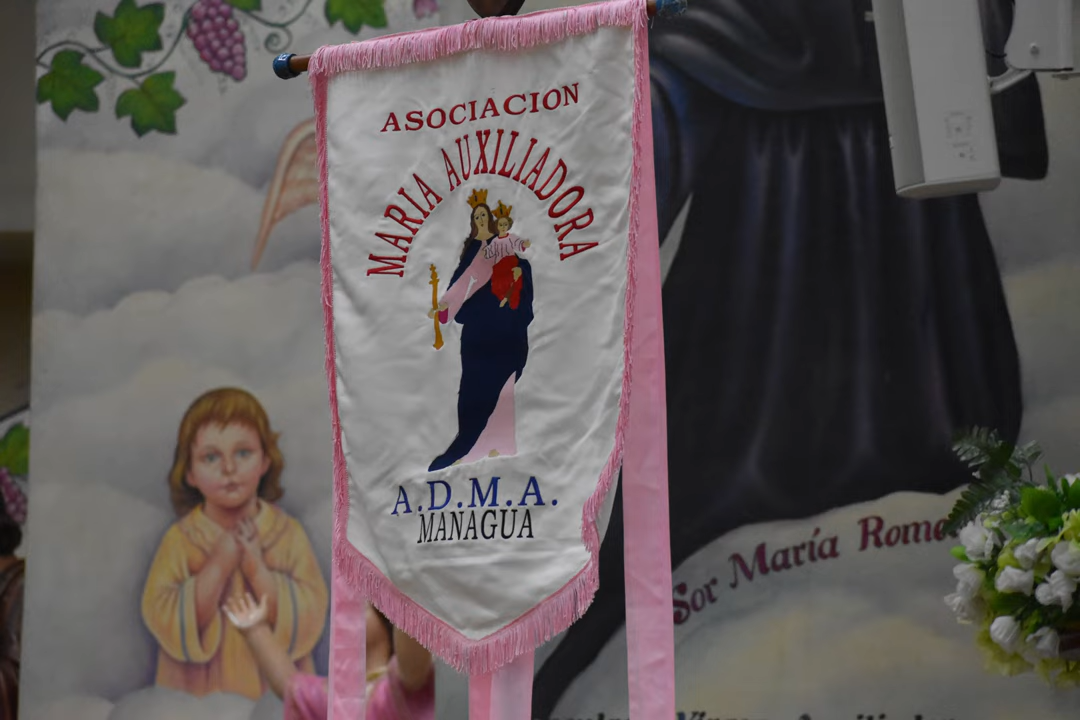 ASOCIACION
MARIA AUXILIADORA
A.D.M.A.
MANAGUA
Sor María Rome